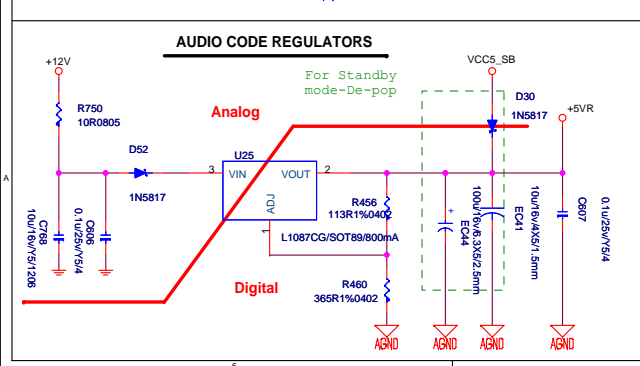 AUDIO CODE REGULATORS
+12V
VCC5_SB
For Standby
mode-De-pop
D30
1N5817
+5VR
R750
10R0805
Analog
D52
1N5817
U25
3
VIN
VOUT
2
ADJ
1
A
R456
113R1%0402
L1087CG/SOT89/800mA
C768
10u/16v/Y5/1206
C606
0.1u/25v/Y5/4
+
EC44
100u/16v/6.3X5/2.5mm
EC41
10u/16v/4X5/1.5mm
C607
0.1u/25v/Y5/4
Digital
R460
365R1%0402
AGND
AGND
AGND
AGND